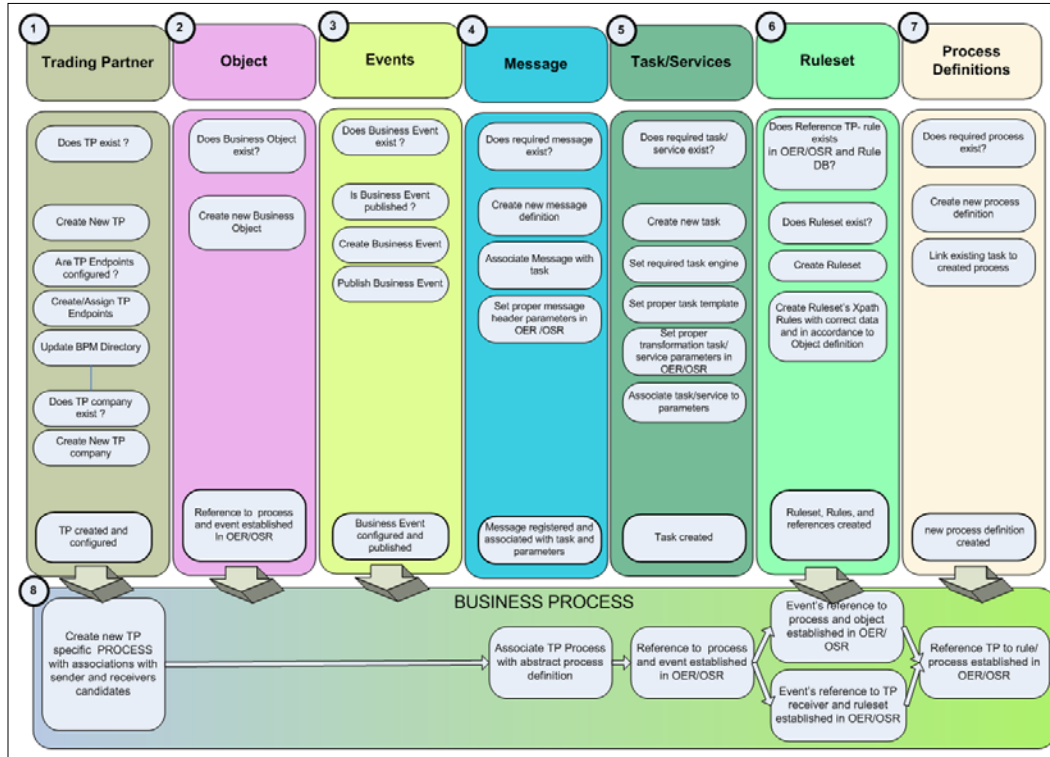 1
Trading Partner
2
Object
3
Events
4
Message
5
Task/Services
6
Ruleset
7
Process
Definitions
Does TP exist ?
Create New TP
Are TP Endpoints
configured ?
Create/Assign TP
Endpoints
Update BPM Directory
Does TP company
exist ?
Create New TP
company
TP created and
configured
Does Business Object
exist?
Create new Business
Object
Reference to process
and event established
In OER/OSR
Does Business Event
exist ?
Is Business Event
published ?
Create Business Event
Publish Business Event
Business Event
configured and
published
Does required message
exist?
Create new message
definition
Associate Message with
task
Set proper message
header parameters in
OER /OSR
Message registered and
associated with task and
parameters
Does required task/
service exist?
Create new task
Set required task engine
Set proper task template
Set proper
transformation task/
service parameters in
OER/OSR
Associate task/service to
parameters
Task created
Does Reference TP- rule
exists
in OER/OSR and Rule
DB?
Does Ruleset exist?
Create Ruleset
Create Ruleset's Xpath
Rules with correct data
and in accordance to
Object definition
Ruleset, Rules, and
references created
Does required process
exist?
Create new process
definition
Link existing task to
created process
new process definition
created
8
BUSINESS PROCESS
Create new TP
specific PROCESS
with associations with
sender and receivers
candidates
Associate TP Process
with abstract process
definition
Reference to process
and event established
in OER/OSR
Event's reference to
process and object
established in OER/
OSR
Event's reference to TP
receiver and ruleset
established in OER/OSR
Reference TP to rule/
process established in
OER/OSR